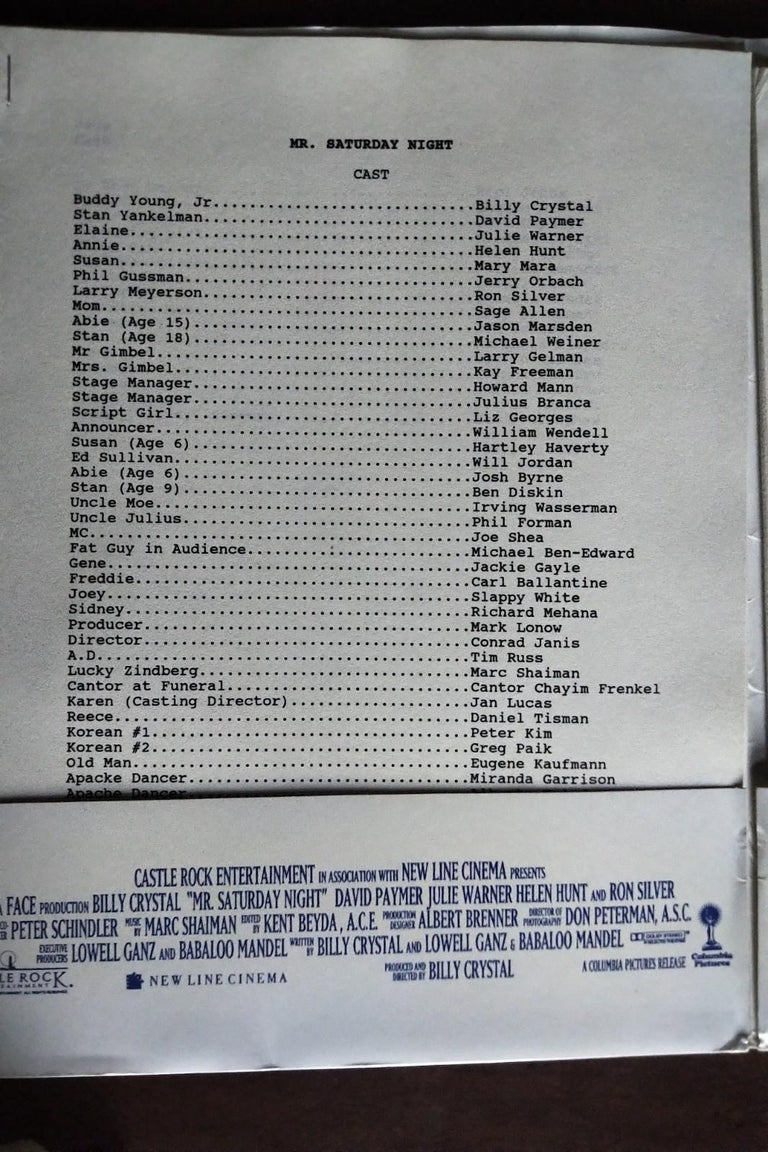 MR. SATURDAY NIGHT
CAST
Buddy Young, Jr............................Billy Crystal
Stan Yankelman............................David Paymer
Elaine....................................Julie Warner
Annie.....................................Helen Hunt
Susan.....................................Mary Mara
Phil Gussman..............................Jerry Orbach
Larry Meyerson............................Ron Silver
Mom.......................................Sage Allen
Abie (Age 15).............................Jason Marsden
Stan (Age 18).............................Michael Weiner
Mr Gimbel.................................Larry Gelman
Mrs. Gimbel...............................Kay Freeman
Stage Manager.............................Howard Mann
Stage Manager.............................Julius Branca
Script Girl...............................Liz Georges
Announcer.................................William Wendell
Susan (Age 6).............................Hartley Haverty
Ed Sullivan...............................Will Jordan
Abie (Age 6)..............................Josh Byrne
Stan (Age 9)..............................Ben Diskin
Uncle Moe.................................Irving Wasserman
Uncle Julius..............................Phil Forman
MC........................................Joe Shea
Fat Guy in Audience.......................Michael Ben-Edward
Gene......................................Jackie Gayle
Freddie...................................Carl Ballantine
Joey......................................Slappy White
Sidney....................................Richard Mehana
Producer..................................Mark Lonow
Director..................................Conrad Janis
A.D.......................................Tim Russ
Lucky Zindberg............................Marc Shaiman
Cantor at Funeral.........................Cantor Chayim Frenkel
Karen (Casting Director)..................Jan Lucas
Reece.....................................Daniel Tisman
Korean #1.................................Peter Kim
Korean #2.................................Greg Paik
Old Man...................................Eugene Kaufmann
Apacke Dancer.............................Miranda Garrison
Apache Dancer
CASTLE ROCK ENTERTAINMENT IN ASSOCIATION WITH NEW LINE CINEMA PRESENTS
A FACE PRODUCTION BILLY CRYSTAL "MR. SATURDAY NIGHT" DAVID PAYMER JULIE WARNER HELEN HUNT AND RON SILVER
PETER SCHINDLER MUSIC BY MARC SHAIMAN EDITED BY KENT BEYDA, A.C.E. PRODUCTION DESIGNER ALBERT BRENNER DIRECTOR OF PHOTOGRAPHY DON PETERMAN, A.S.C.
EXECUTIVE PRODUCERS LOWELL GANZ AND BABALOO MANDEL WRITTEN BY BILLY CRYSTAL AND LOWELL GANZ & BABALOO MANDEL
LE ROCK NEW LINE CINEMA PRODUCED AND DIRECTED BY BILLY CRYSTAL A COLUMBIA PICTURES RELEASE Columbia Pictures